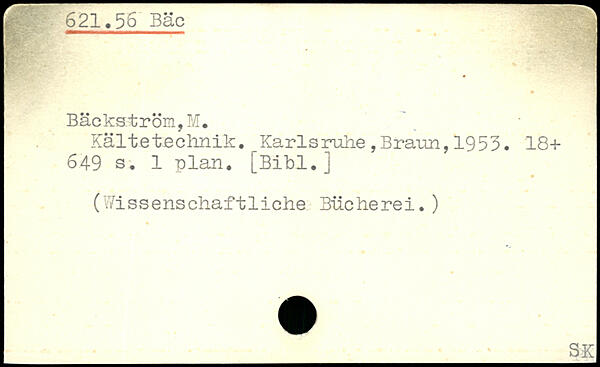 621.56 Bäc
Bäckström,M.
Kältetechnik. Karlsruhe,Braun,1953. 18+
649 s. 1 plan. [Bibl.]
(Wissenschaftliche Bücherei.)
SK